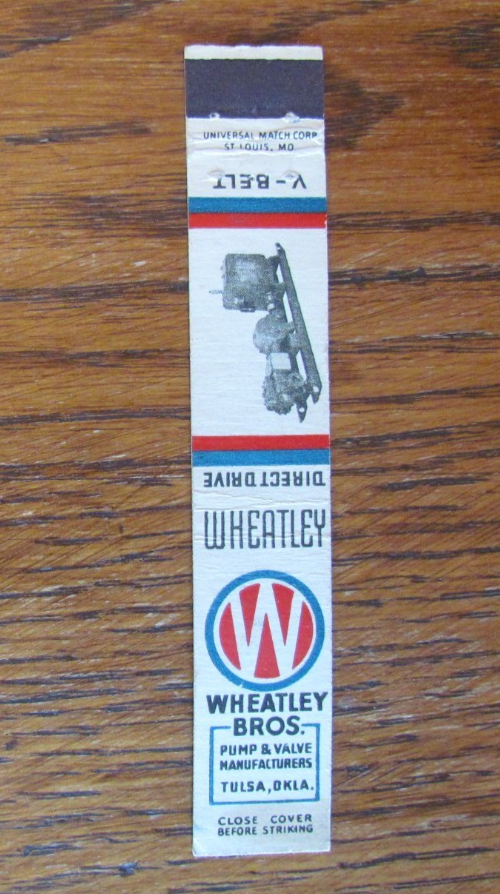 UNIVERSAL MATCH CORP
ST LOUIS, MO
V-BELT
DIRECT DRIVE
WHEATLEY
W
WHEATLEY
BROS.
PUMP & VALVE
MANUFACTURERS
TULSA, OKLA.
CLOSE COVER
BEFORE STRIKING